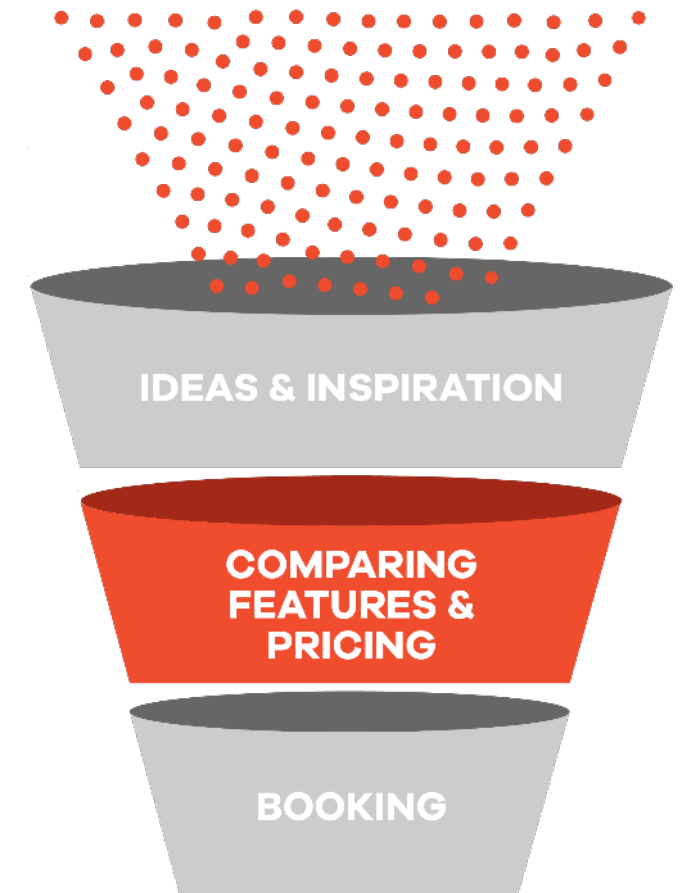 IDEAS & INSPIRATION
COMPARING
FEATURES &
PRICING
BOOKING